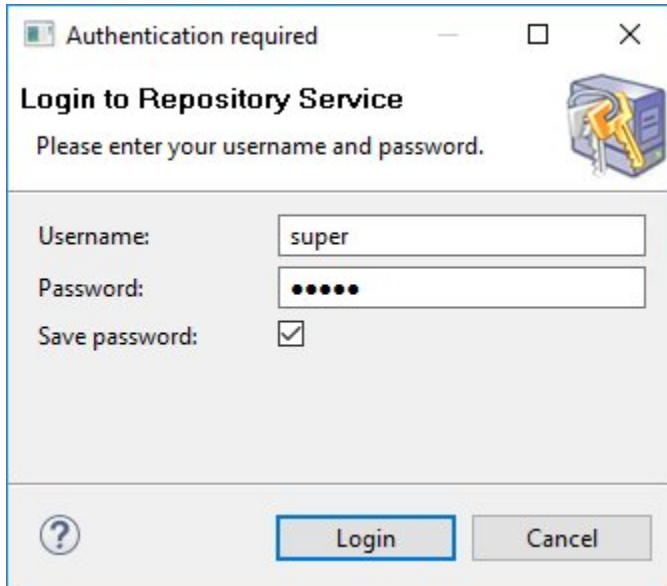 Authentication required
Login to Repository Service
Please enter your username and password.
Username: super
Password: •••••
Save password:
?
Login Cancel